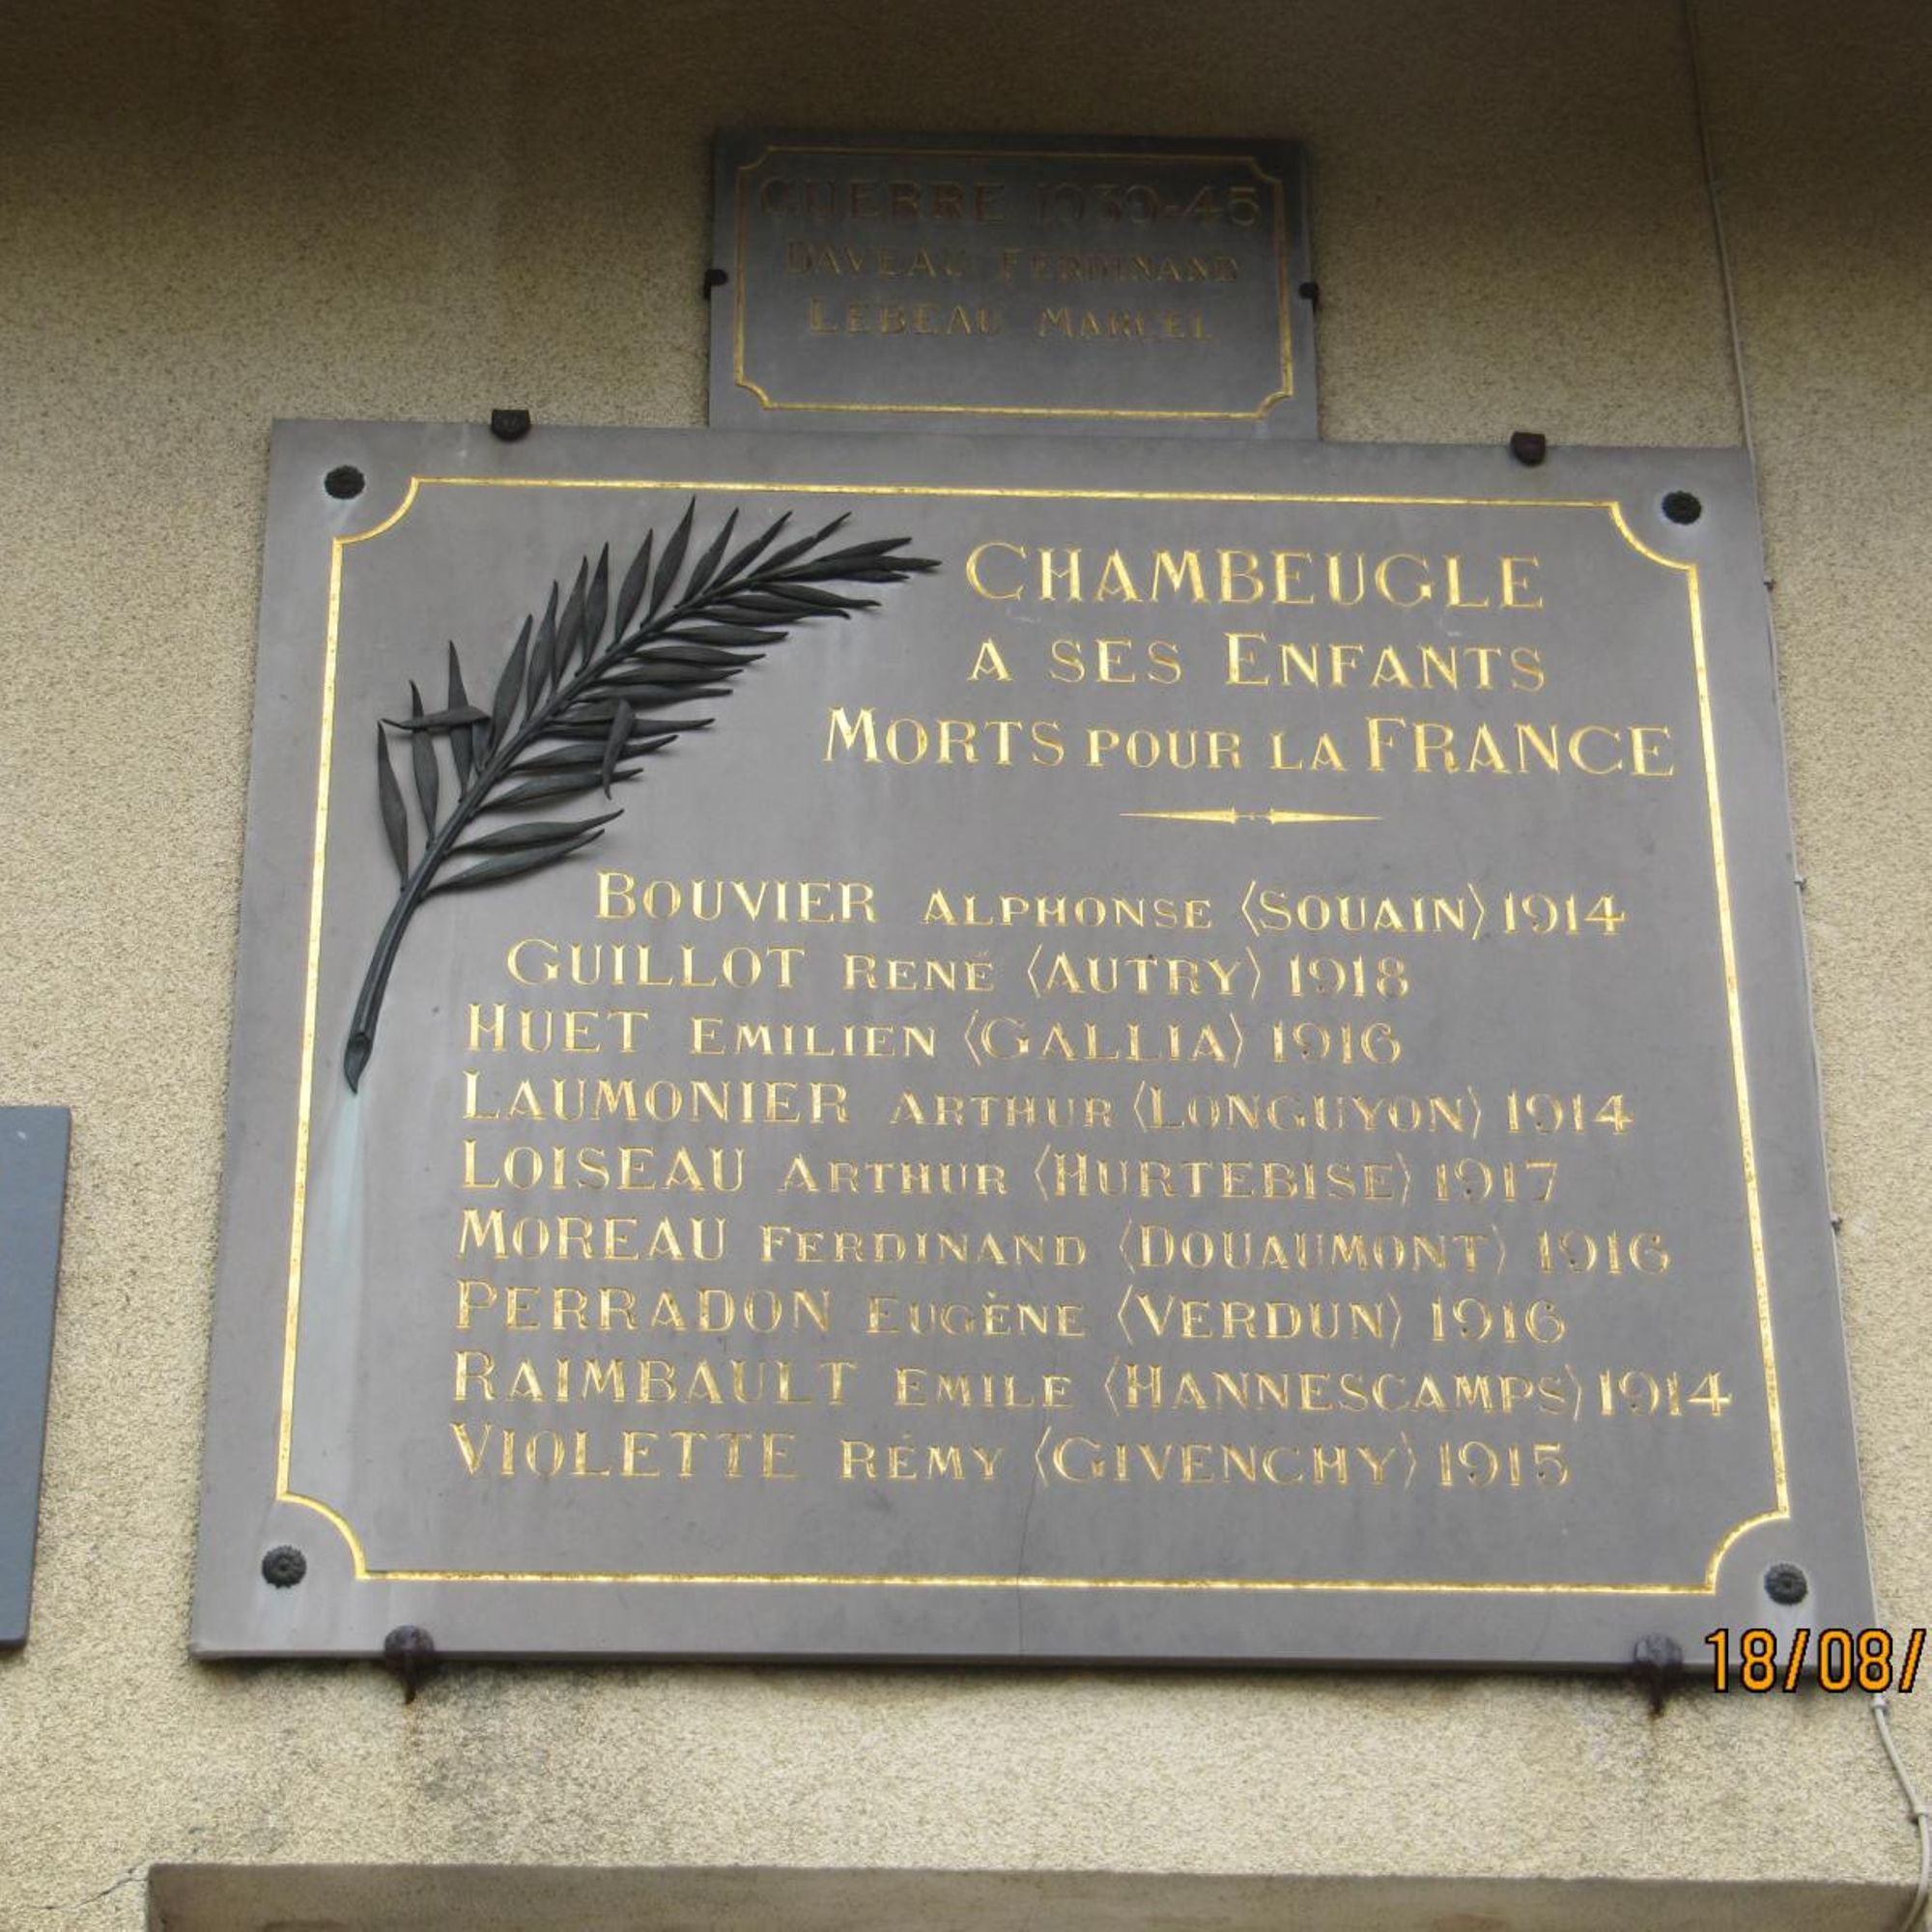 GUERRE 1939-45
DAVEAU FERDINAND
LEBEAU MARCEL
CHAMBEUGLE
A SES ENFANTS
MORTS POUR LA FRANCE
BOUVIER ALPHONSE (SOUAIN) 1914
GUILLOT RENÉ (AUTRY) 1918
HUET EMILIEN (GALLIA) 1916
LAUMONIER ARTHUR (LONGUYON) 1914
LOISEAU ARTHUR (HURTEBISE) 1917
MOREAU FERDINAND (DOUAUMONT) 1916
PERRADON EUGÈNE (VERDUN) 1916
RAIMBAULT EMILE (HANNESCAMPS) 1914
VIOLETTE RÉMY (GIVENCHY) 1915
18/08/